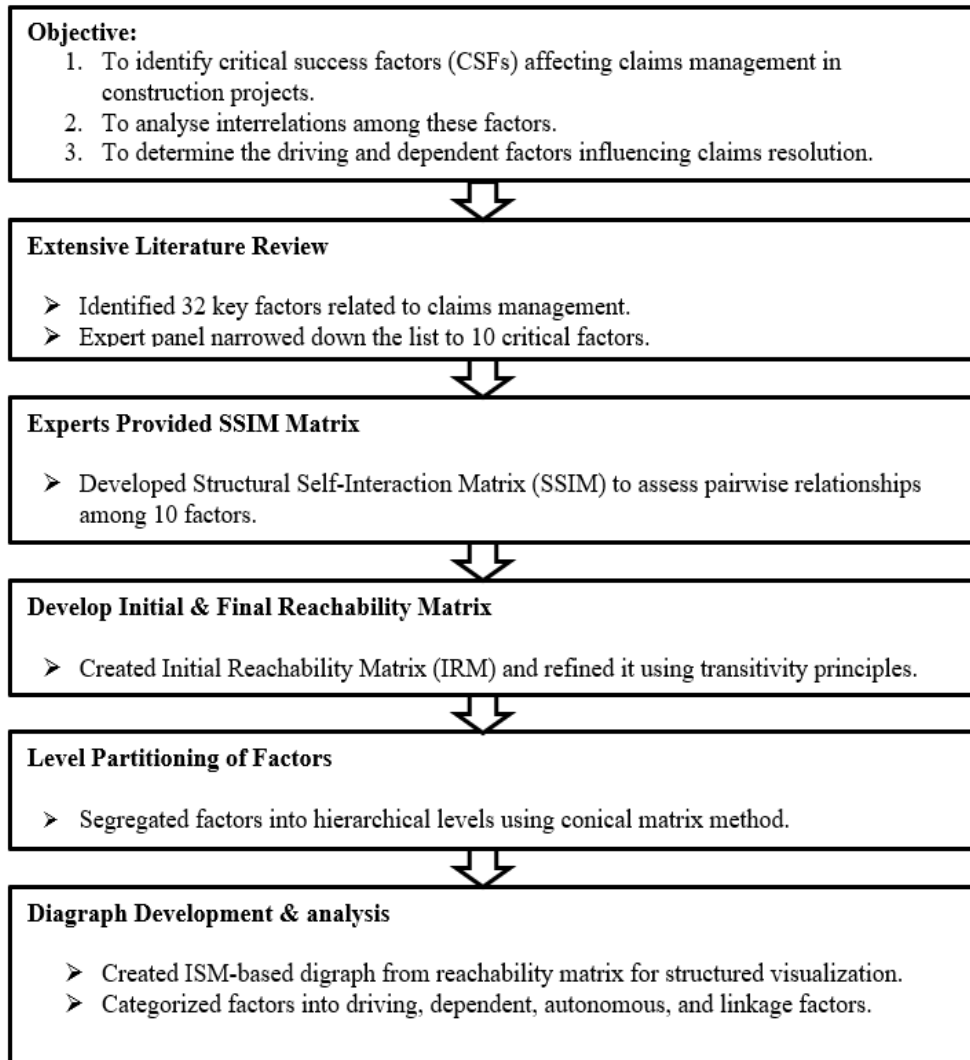 Objective:
1. To identify critical success factors (CSFs) affecting claims management in
construction projects.
2. To analyse interrelations among these factors.
3. To determine the driving and dependent factors influencing claims resolution.
Extensive Literature Review
➤ Identified 32 key factors related to claims management.
➤ Expert panel narrowed down the list to 10 critical factors.
Experts Provided SSIM Matrix
➤ Developed Structural Self-Interaction Matrix (SSIM) to assess pairwise relationships
among 10 factors.
Develop Initial & Final Reachability Matrix
➤ Created Initial Reachability Matrix (IRM) and refined it using transitivity principles.
Level Partitioning of Factors
➤ Segregated factors into hierarchical levels using conical matrix method.
Diagraph Development & analysis
➤ Created ISM-based digraph from reachability matrix for structured visualization.
➤ Categorized factors into driving, dependent, autonomous, and linkage factors.